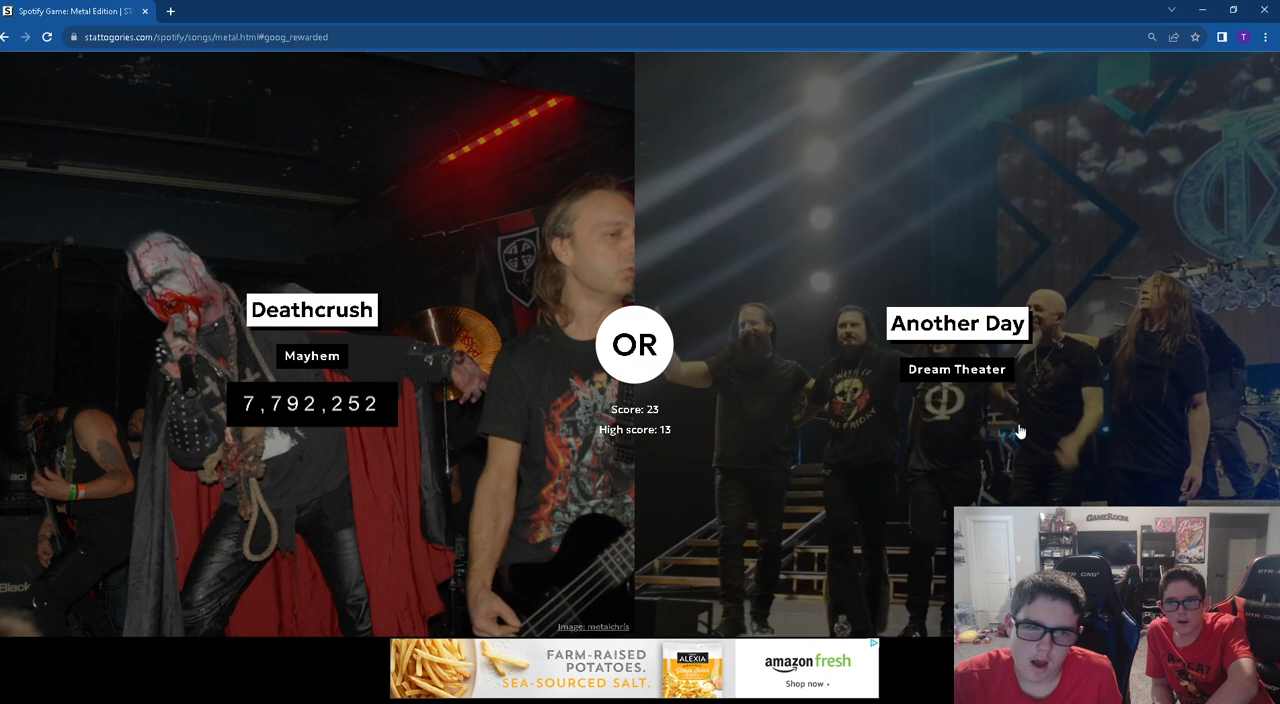 Spotify Game: Metal Edition | ST
stattogories.com/spotify/songs/metal.html#goog_rewarded
T
Deathcrush
Mayhem
7,792,252
OR
Score: 23
High score: 13
Another Day
Dream Theater
Image: metalchris
FARM-RAISED
POTATOES.
SEA-SOURCED SALT.
ALEXIA
amazon fresh
Shop now
GAMEROOM